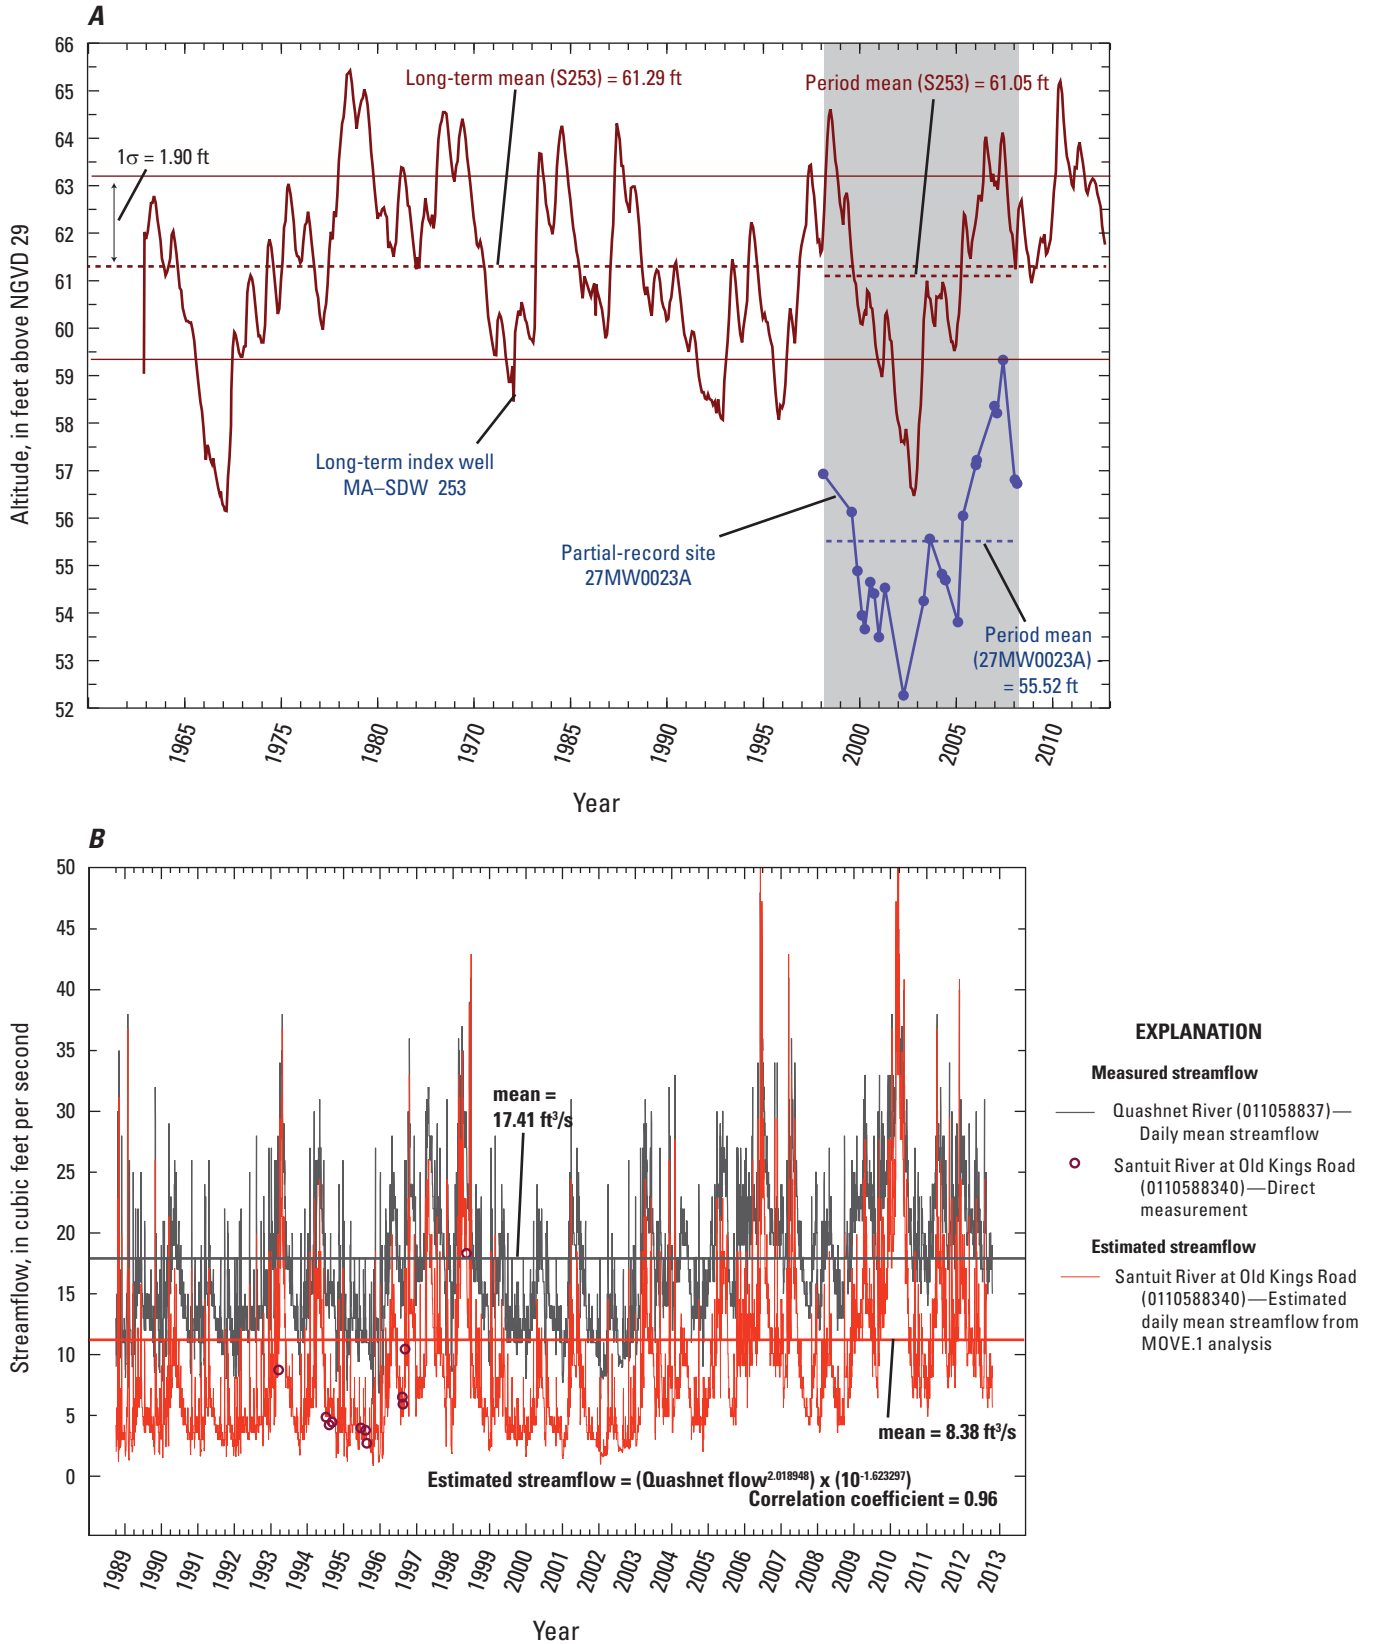 A
66
65
64
63
62
61
60
59
58
57
56
55
54
53
52
Altitude, in feet above NGVD 29
Long-term mean (S253) = 61.29 ft
Period mean (S253) = 61.05 ft
1σ = 1.90 ft
Long-term index well
MA–SDW 253
Partial-record site
27MW0023A
Period mean
(27MW0023A)
= 55.52 ft
1965
1975
1980
1970
1985
1990
1995
2000
2005
2010
Year
B
50
45
40
35
30
25
20
15
10
5
0
Streamflow, in cubic feet per second
mean =
17.41 ft³/s
mean = 8.38 ft³/s
Estimated streamflow = (Quashnet flow²·⁰¹⁸⁹⁴⁸) x (10⁻¹·⁶²³²⁹⁷)
Correlation coefficient = 0.96
1989
1990
1991
1992
1993
1994
1995
1996
1997
1998
1999
2000
2001
2002
2003
2004
2005
2006
2007
2008
2009
2010
2011
2012
2013
Year
EXPLANATION
Measured streamflow
Quashnet River (011058837)—
Daily mean streamflow
Santuit River at Old Kings Road
(0110588340)—Direct
measurement
Estimated streamflow
Santuit River at Old Kings Road
(0110588340)—Estimated
daily mean streamflow from
MOVE.1 analysis